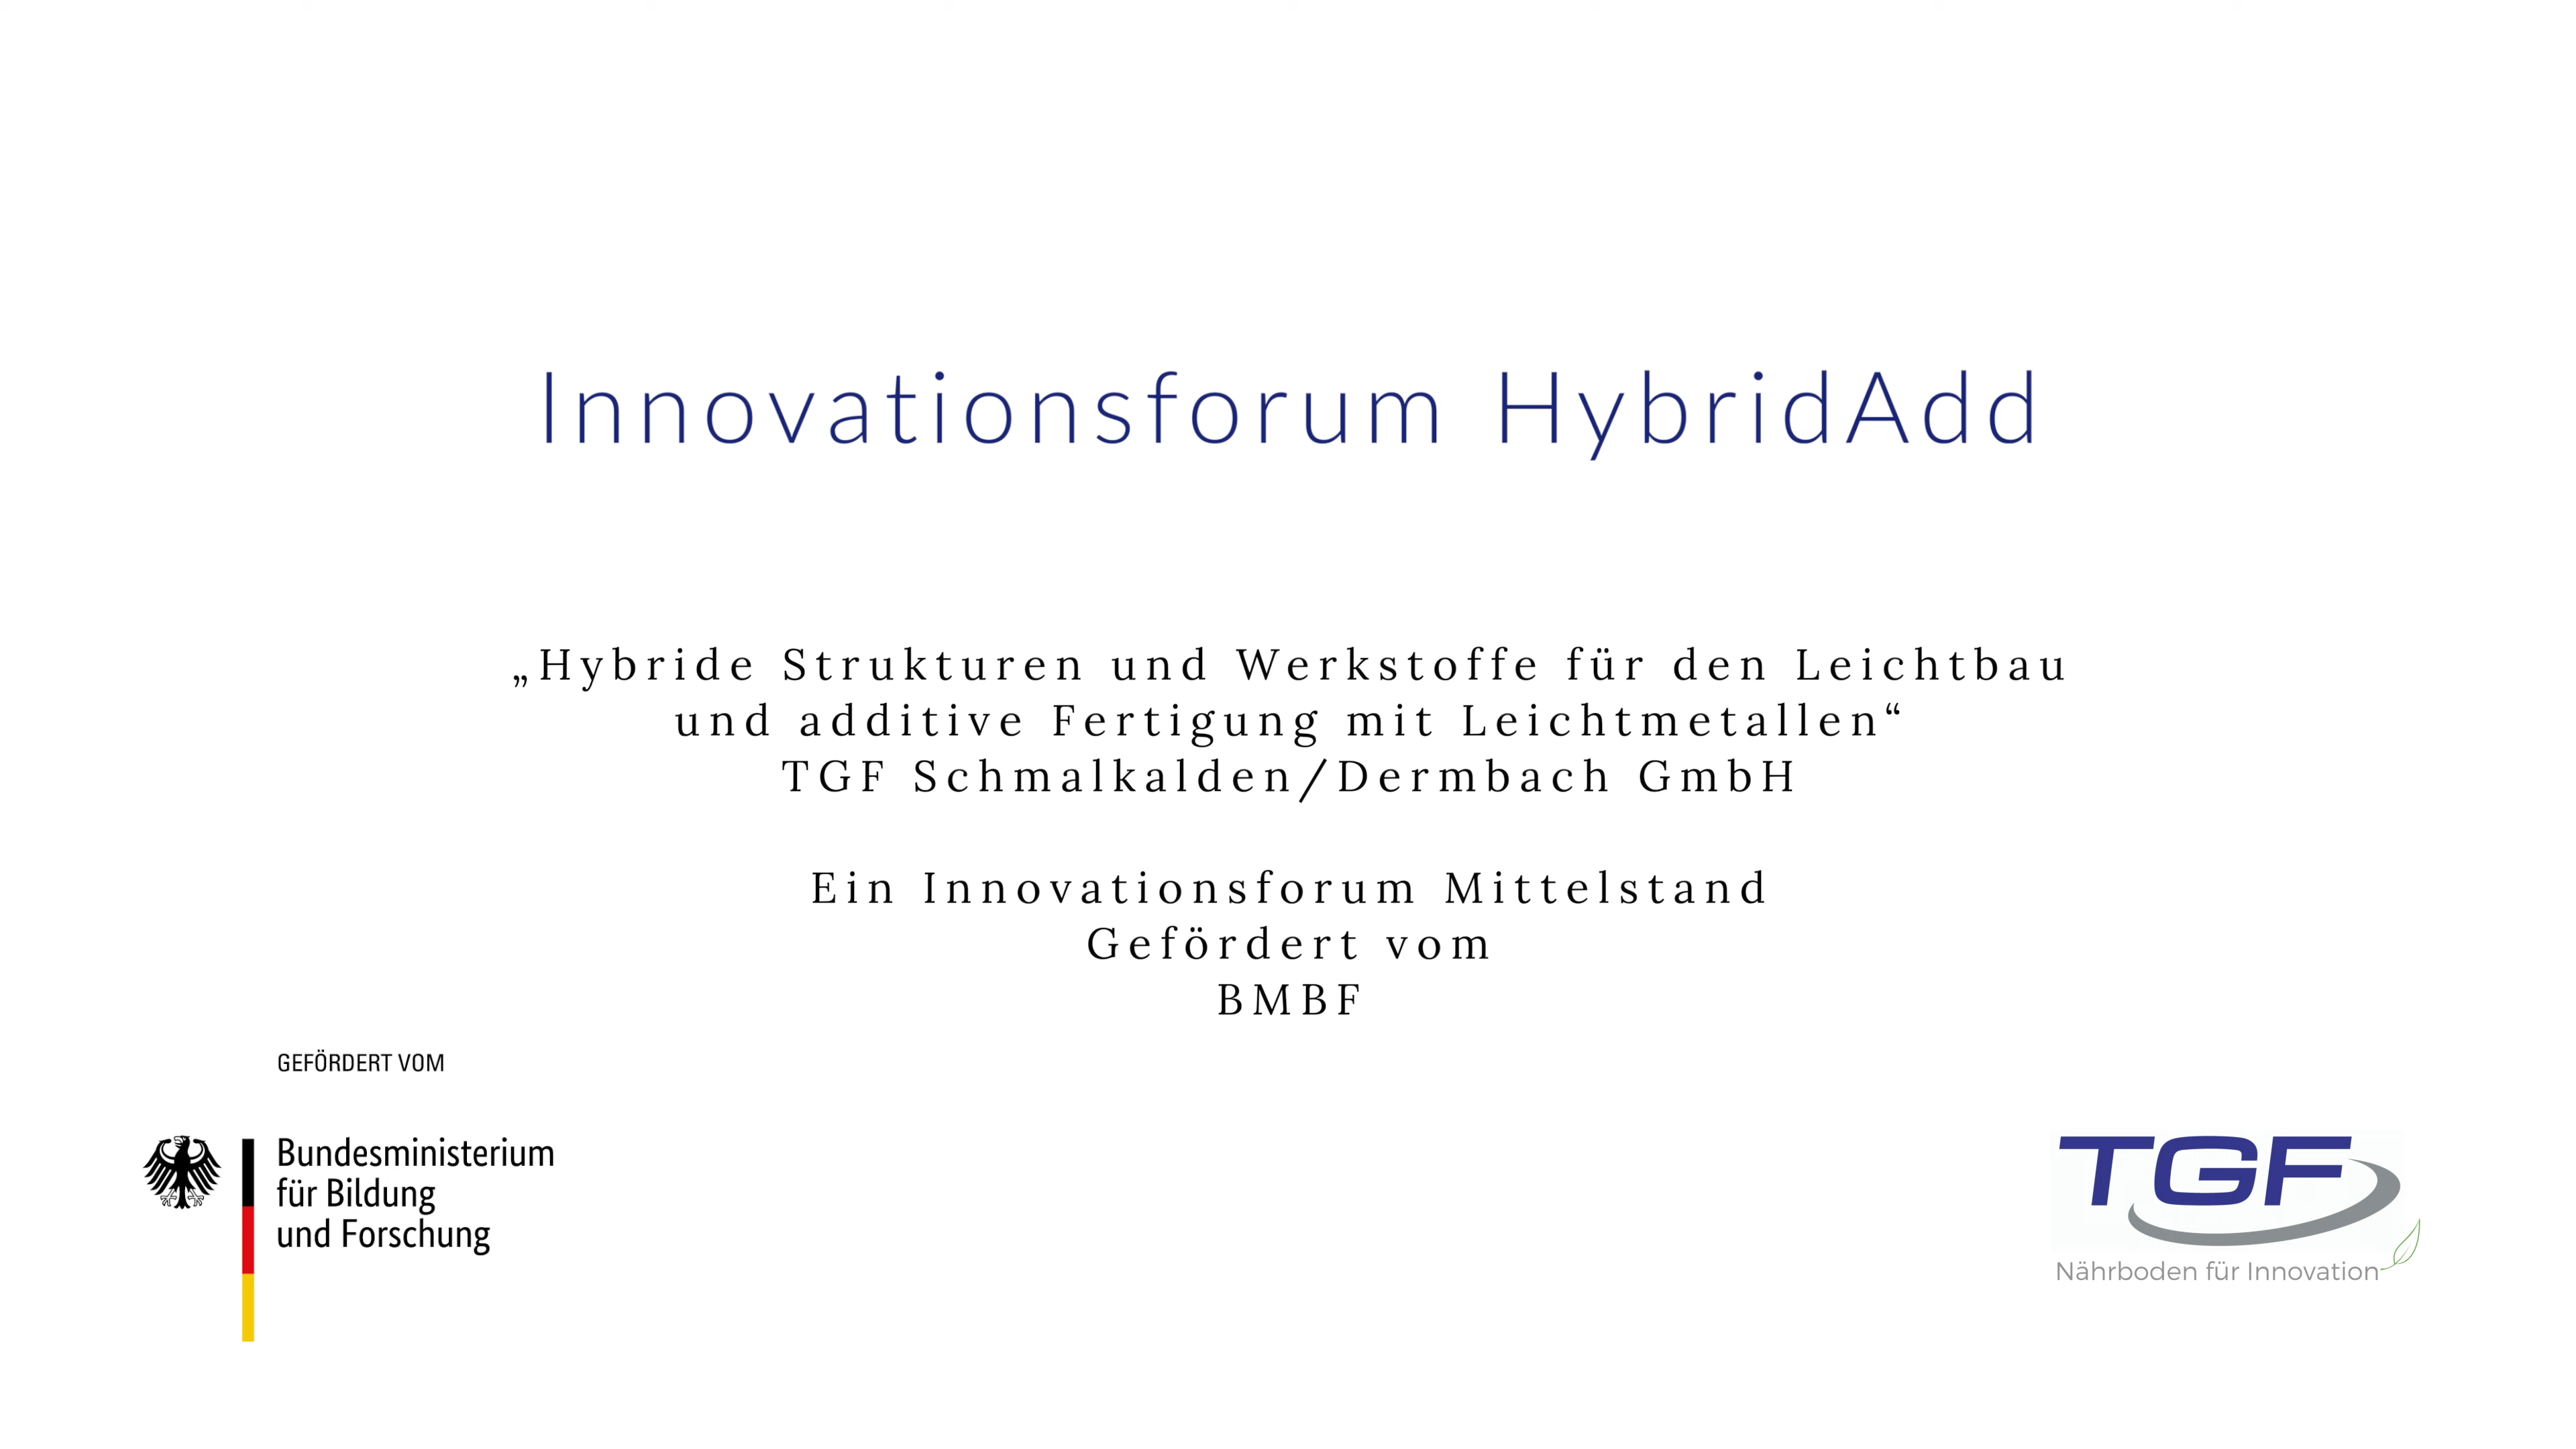 Innovationsforum HybridAdd
„Hybride Strukturen und Werkstoffe für den Leichtbau
und additive Fertigung mit Leichtmetallen“
TGF Schmalkalden/Dermbach GmbH
Ein Innovationsforum Mittelstand
Gefördert vom
BMBF
GEFÖRDERT VOM
Bundesministerium
für Bildung
und Forschung
TGF
Nährboden für Innovation